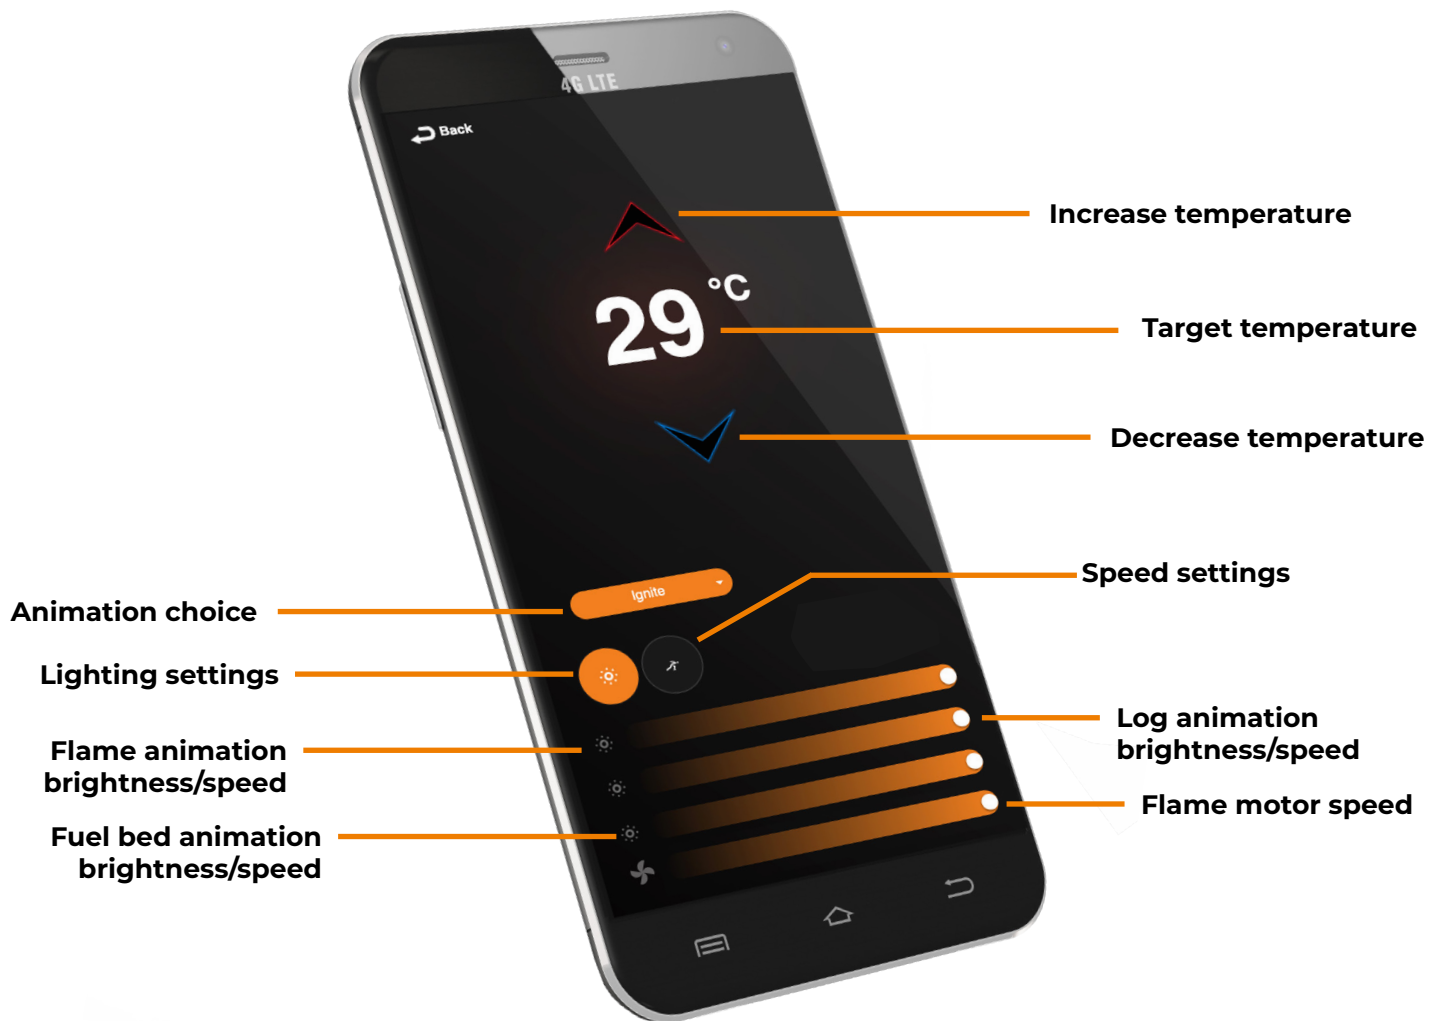 4G LTE
Back
Increase temperature
29 °C
Target temperature
Decrease temperature
Speed settings
Ignite
Animation choice
Lighting settings
Log animation
brightness/speed
Flame animation
brightness/speed
Flame motor speed
Fuel bed animation
brightness/speed